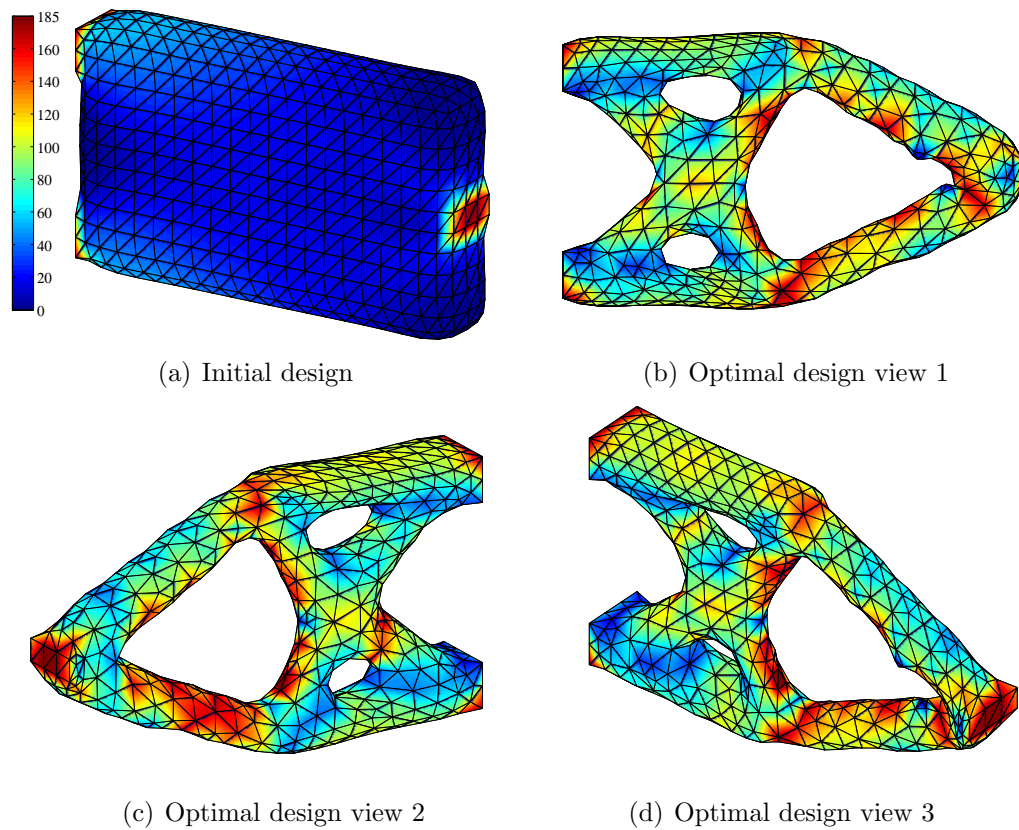 185
160
140
120
100
80
60
40
20
0
(a) Initial design
(b) Optimal design view 1
(c) Optimal design view 2
(d) Optimal design view 3